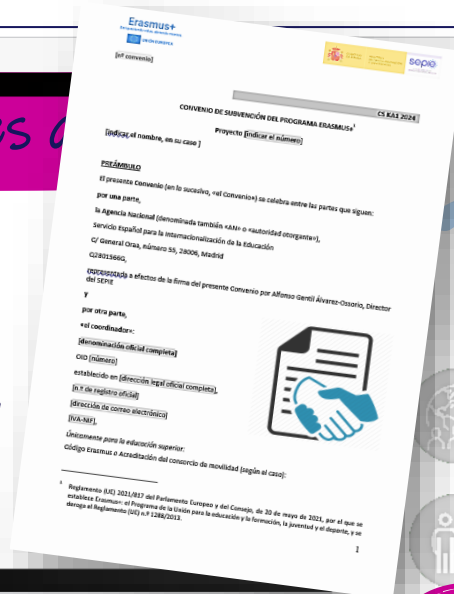 es
Erasmus+
UNIÓN EUROPEA
sepie
[nº convenio]
CS KA1 2024
CONVENIO DE SUBVENCIÓN DEL PROGRAMA ERASMUS+¹
Proyecto [indicar el número]
[indicar el nombre, en su caso ]
PREÁMBULO
El presente Convenio (en lo sucesivo, «el Convenio») se celebra entre las partes que siguen:
por una parte,
la Agencia Nacional (denominada también «AN» o «autoridad otorgante»),
Servicio Español para la Internacionalización de la Educación
C/ General Oraa, número 55, 28006, Madrid
Q2801566G,
representada a efectos de la firma del presente Convenio por Alfonso Gentil Álvarez-Ossorio, Director
del SEPIE
y
por otra parte,
«el coordinador»:
[denominación oficial completa]
OID [número]
establecido en [dirección legal oficial completa],
[n.º de registro oficial]
[dirección de correo electrónico]
[IVA-NIF],
Únicamente para la educación superior:
Código Erasmus o Acreditación del consorcio de movilidad (según el caso):
¹ Reglamento (UE) 2021/817 del Parlamento Europeo y del Consejo, de 20 de mayo de 2021, por el que se
establece Erasmus+: el Programa de la Unión para la educación y la formación, la juventud y el deporte, y se
deroga el Reglamento (UE) n.º 1288/2013.
1